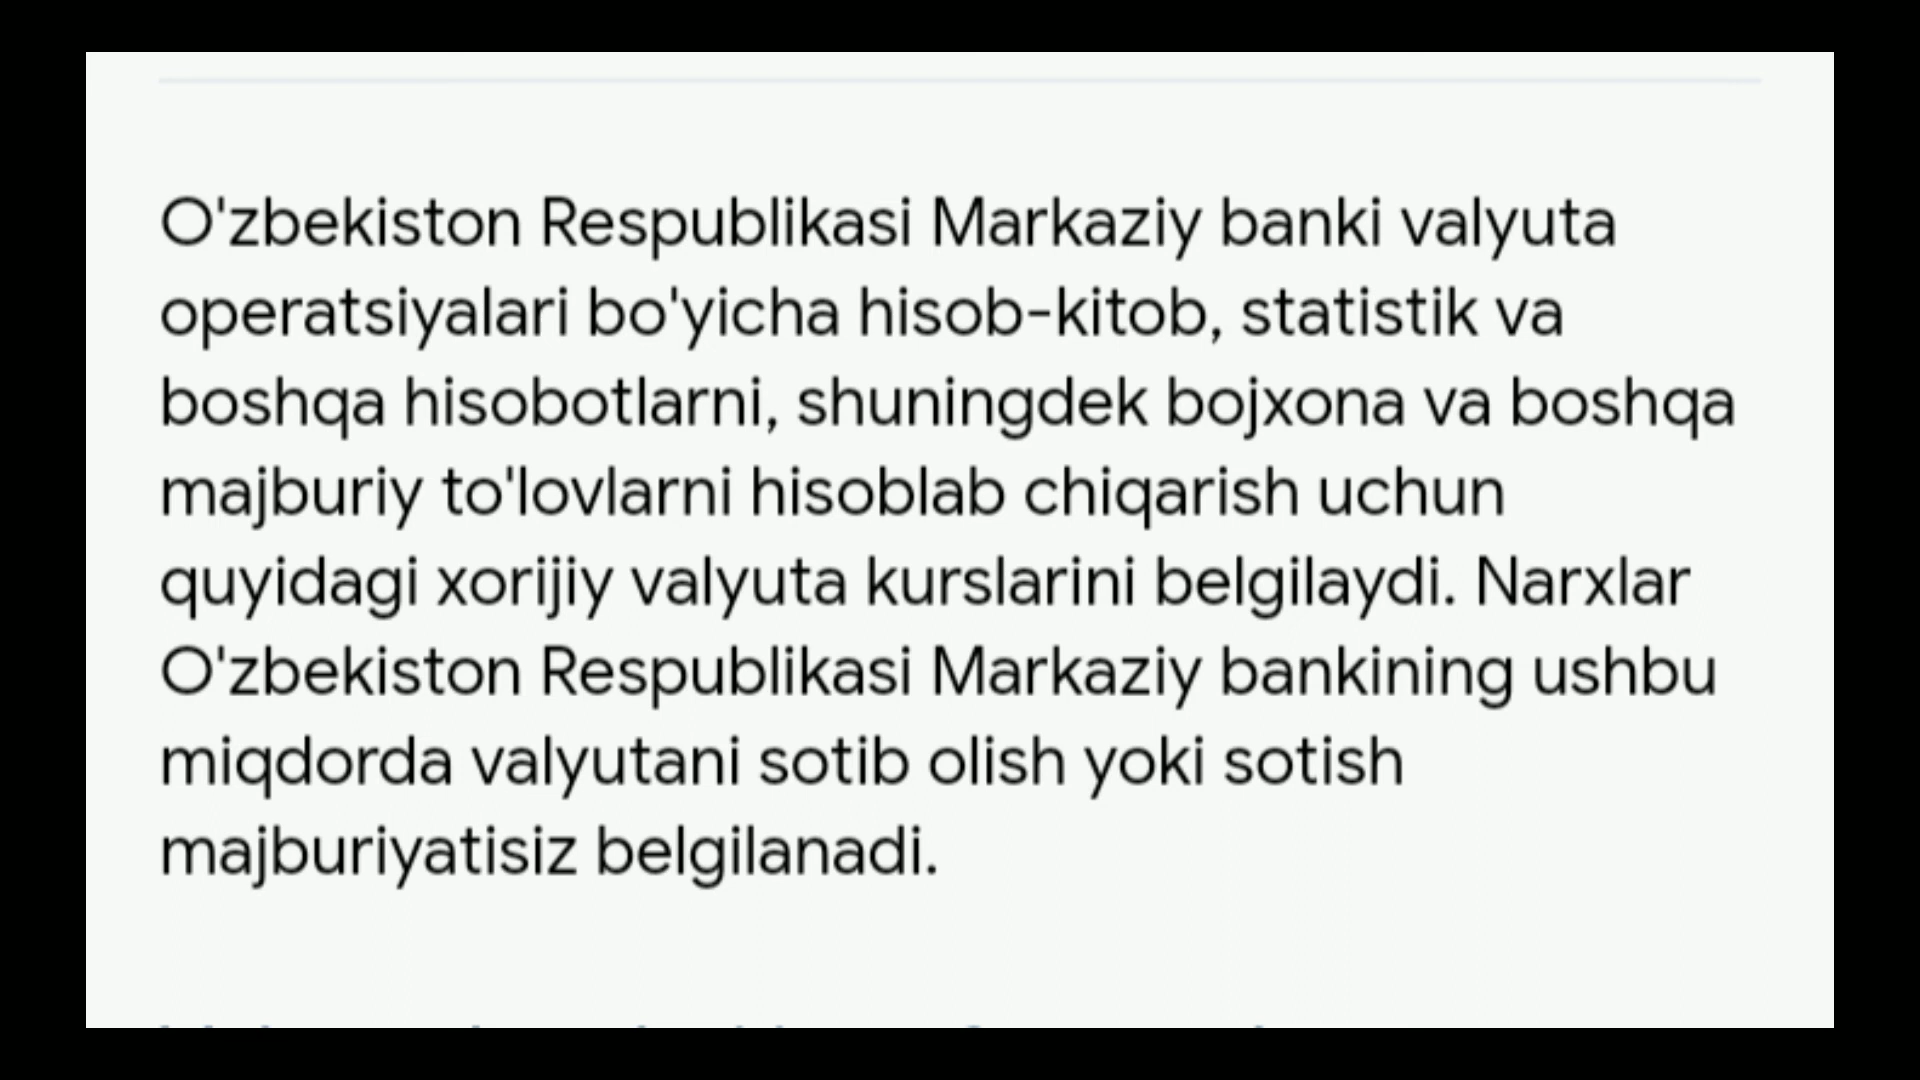 O'zbekiston Respublikasi Markaziy banki valyuta
operatsiyalari bo'yicha hisob-kitob, statistik va
boshqa hisobotlarni, shuningdek bojxona va boshqa
majburiy to'lovlarni hisoblab chiqarish uchun
quyidagi xorijiy valyuta kurslarini belgilaydi. Narxlar
O'zbekiston Respublikasi Markaziy bankining ushbu
miqdorda valyutani sotib olish yoki sotish
majburiyatisiz belgilanadi.